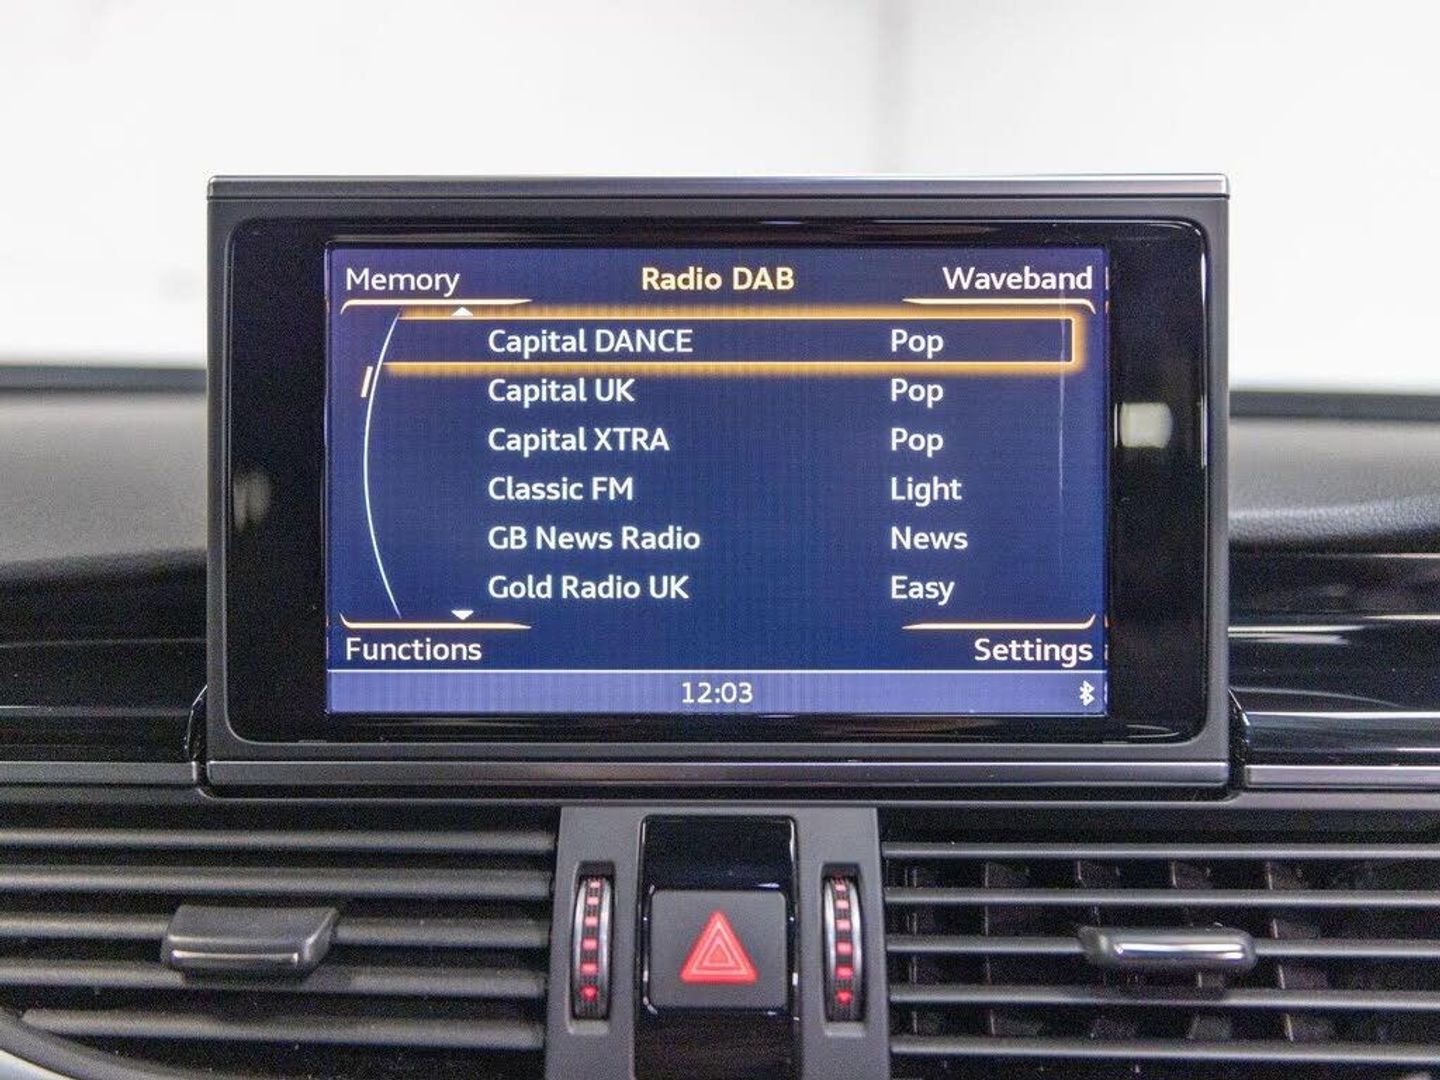 Memory Radio DAB Waveband
Capital DANCE Pop
Capital UK Pop
Capital XTRA Pop
Classic FM Light
GB News Radio News
Gold Radio UK Easy
Functions Settings
12:03